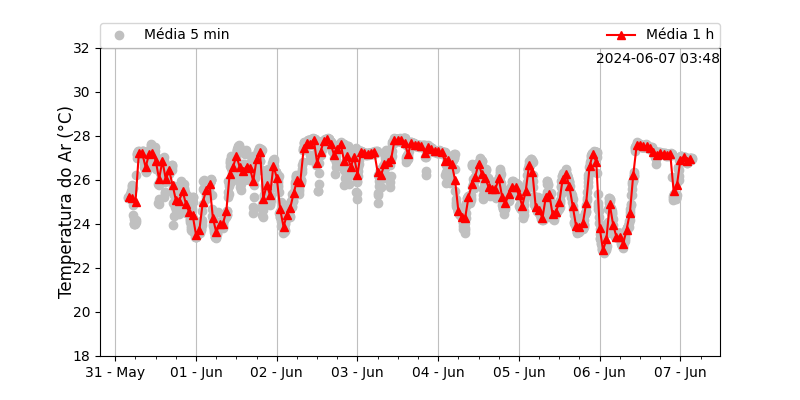 Média 5 min
Média 1 h
2024-06-07 03:48
Temperatura do Ar (°C)
32
30
28
26
24
22
20
18
31 - May
01 - Jun
02 - Jun
03 - Jun
04 - Jun
05 - Jun
06 - Jun
07 - Jun